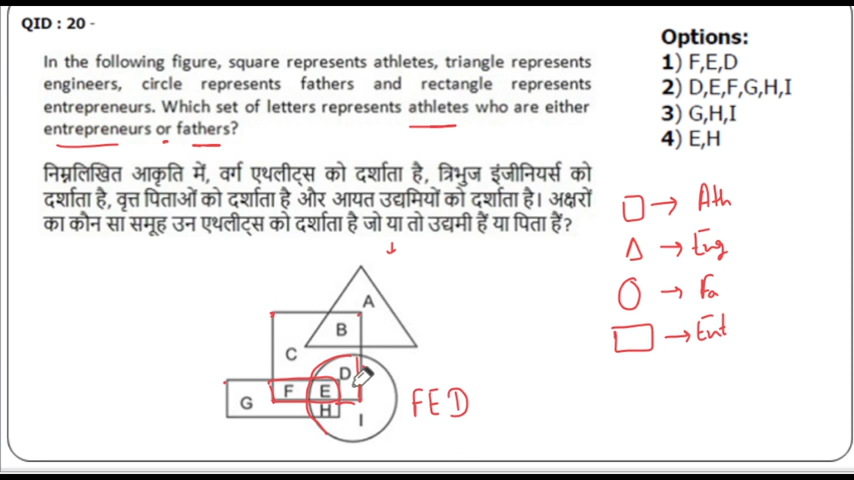 QID : 20 -
In the following figure, square represents athletes, triangle represents
engineers, circle represents fathers and rectangle represents
entrepreneurs. Which set of letters represents athletes who are either
entrepreneurs or fathers?
निम्नलिखित आकृति में, वर्ग एथलीट्स को दर्शाता है, त्रिभुज इंजीनियर्स को
दर्शाता है, वृत्त पिताओं को दर्शाता है और आयत उद्यमियों को दर्शाता है। अक्षरों
का कौन सा समूह उन एथलीट्स को दर्शाता है जो या तो उद्यमी हैं या पिता हैं?
Options:
1) F,E,D
2) D,E,F,G,H,I
3) G,H,I
4) E,H
→ Ath
→ Eng
→ Fa
→ Ent
A
B
C
D
F E
G H
I
FED